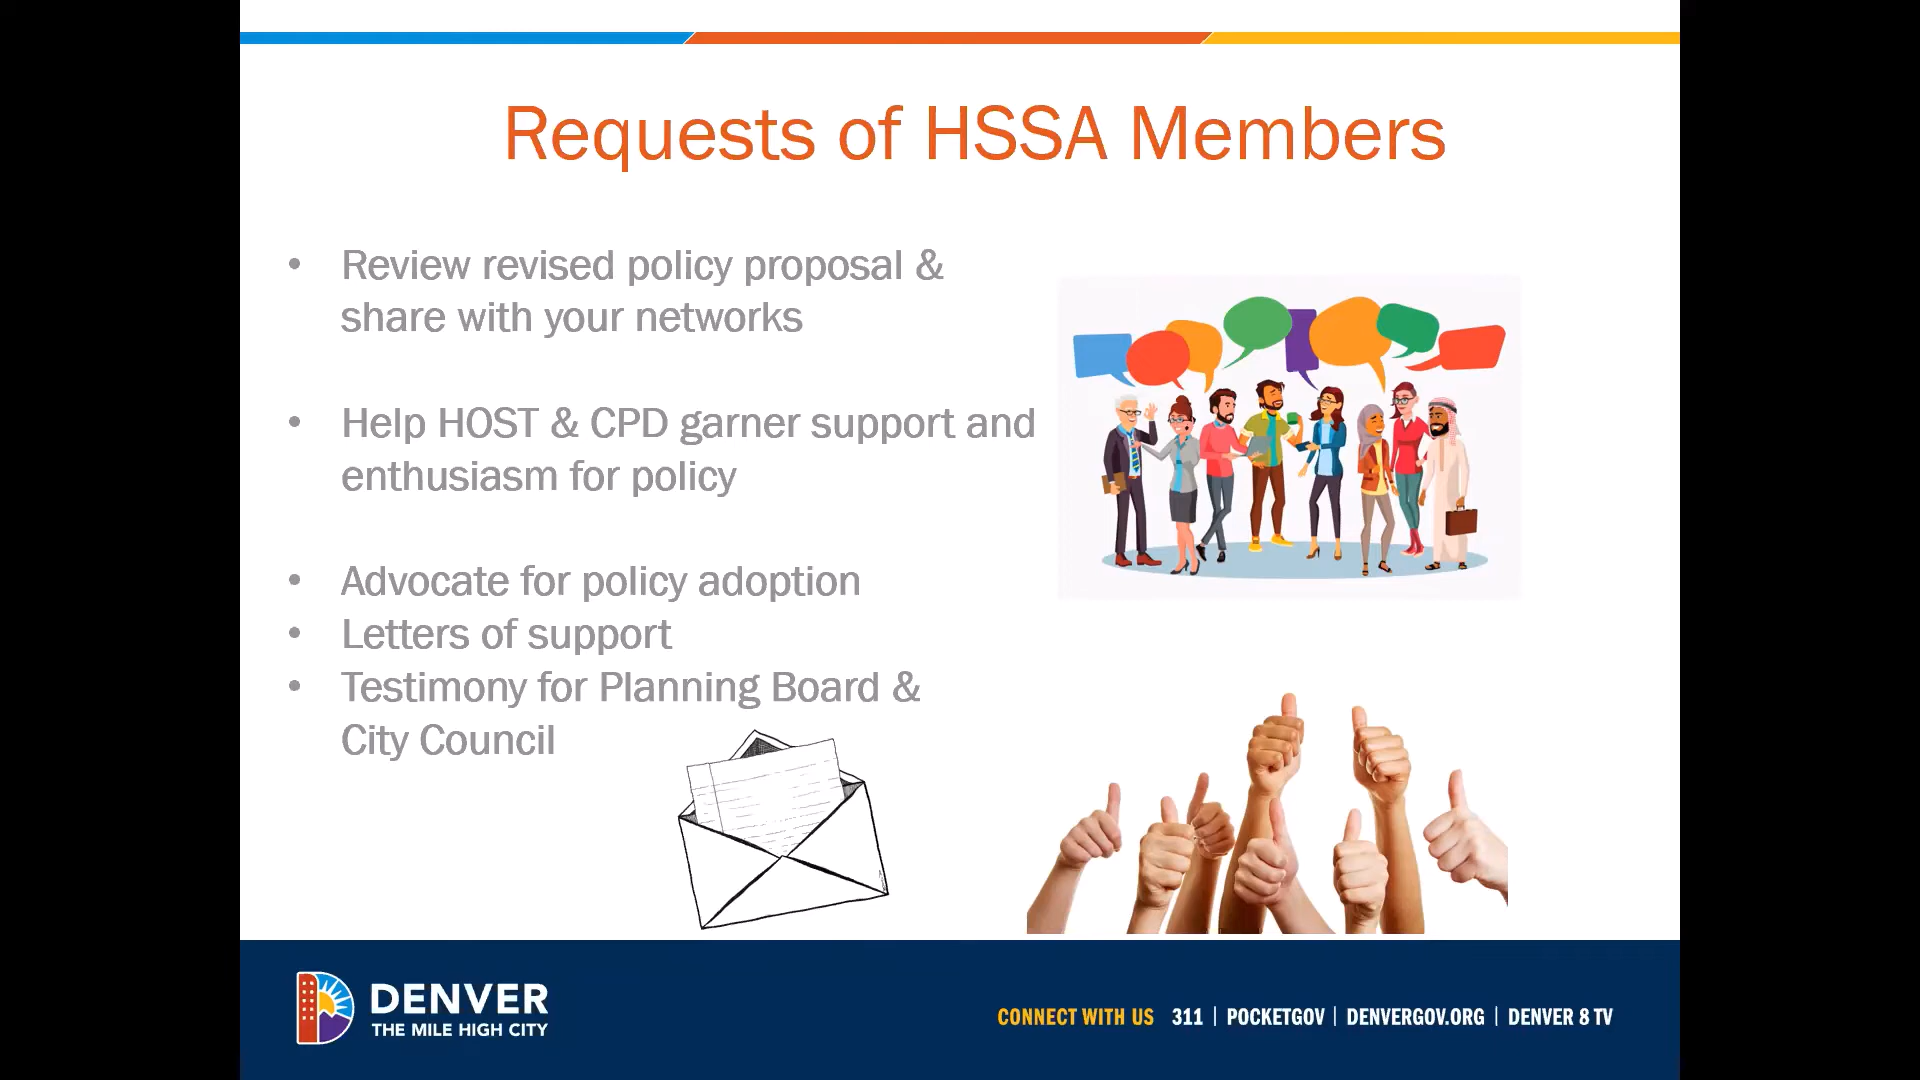 Requests of HSSA Members
• Review revised policy proposal &
share with your networks
• Help HOST & CPD garner support and
enthusiasm for policy
• Advocate for policy adoption
• Letters of support
• Testimony for Planning Board &
City Council
DENVER
THE MILE HIGH CITY
CONNECT WITH US 311 | POCKETGOV | DENVERGOV.ORG | DENVER 8 TV